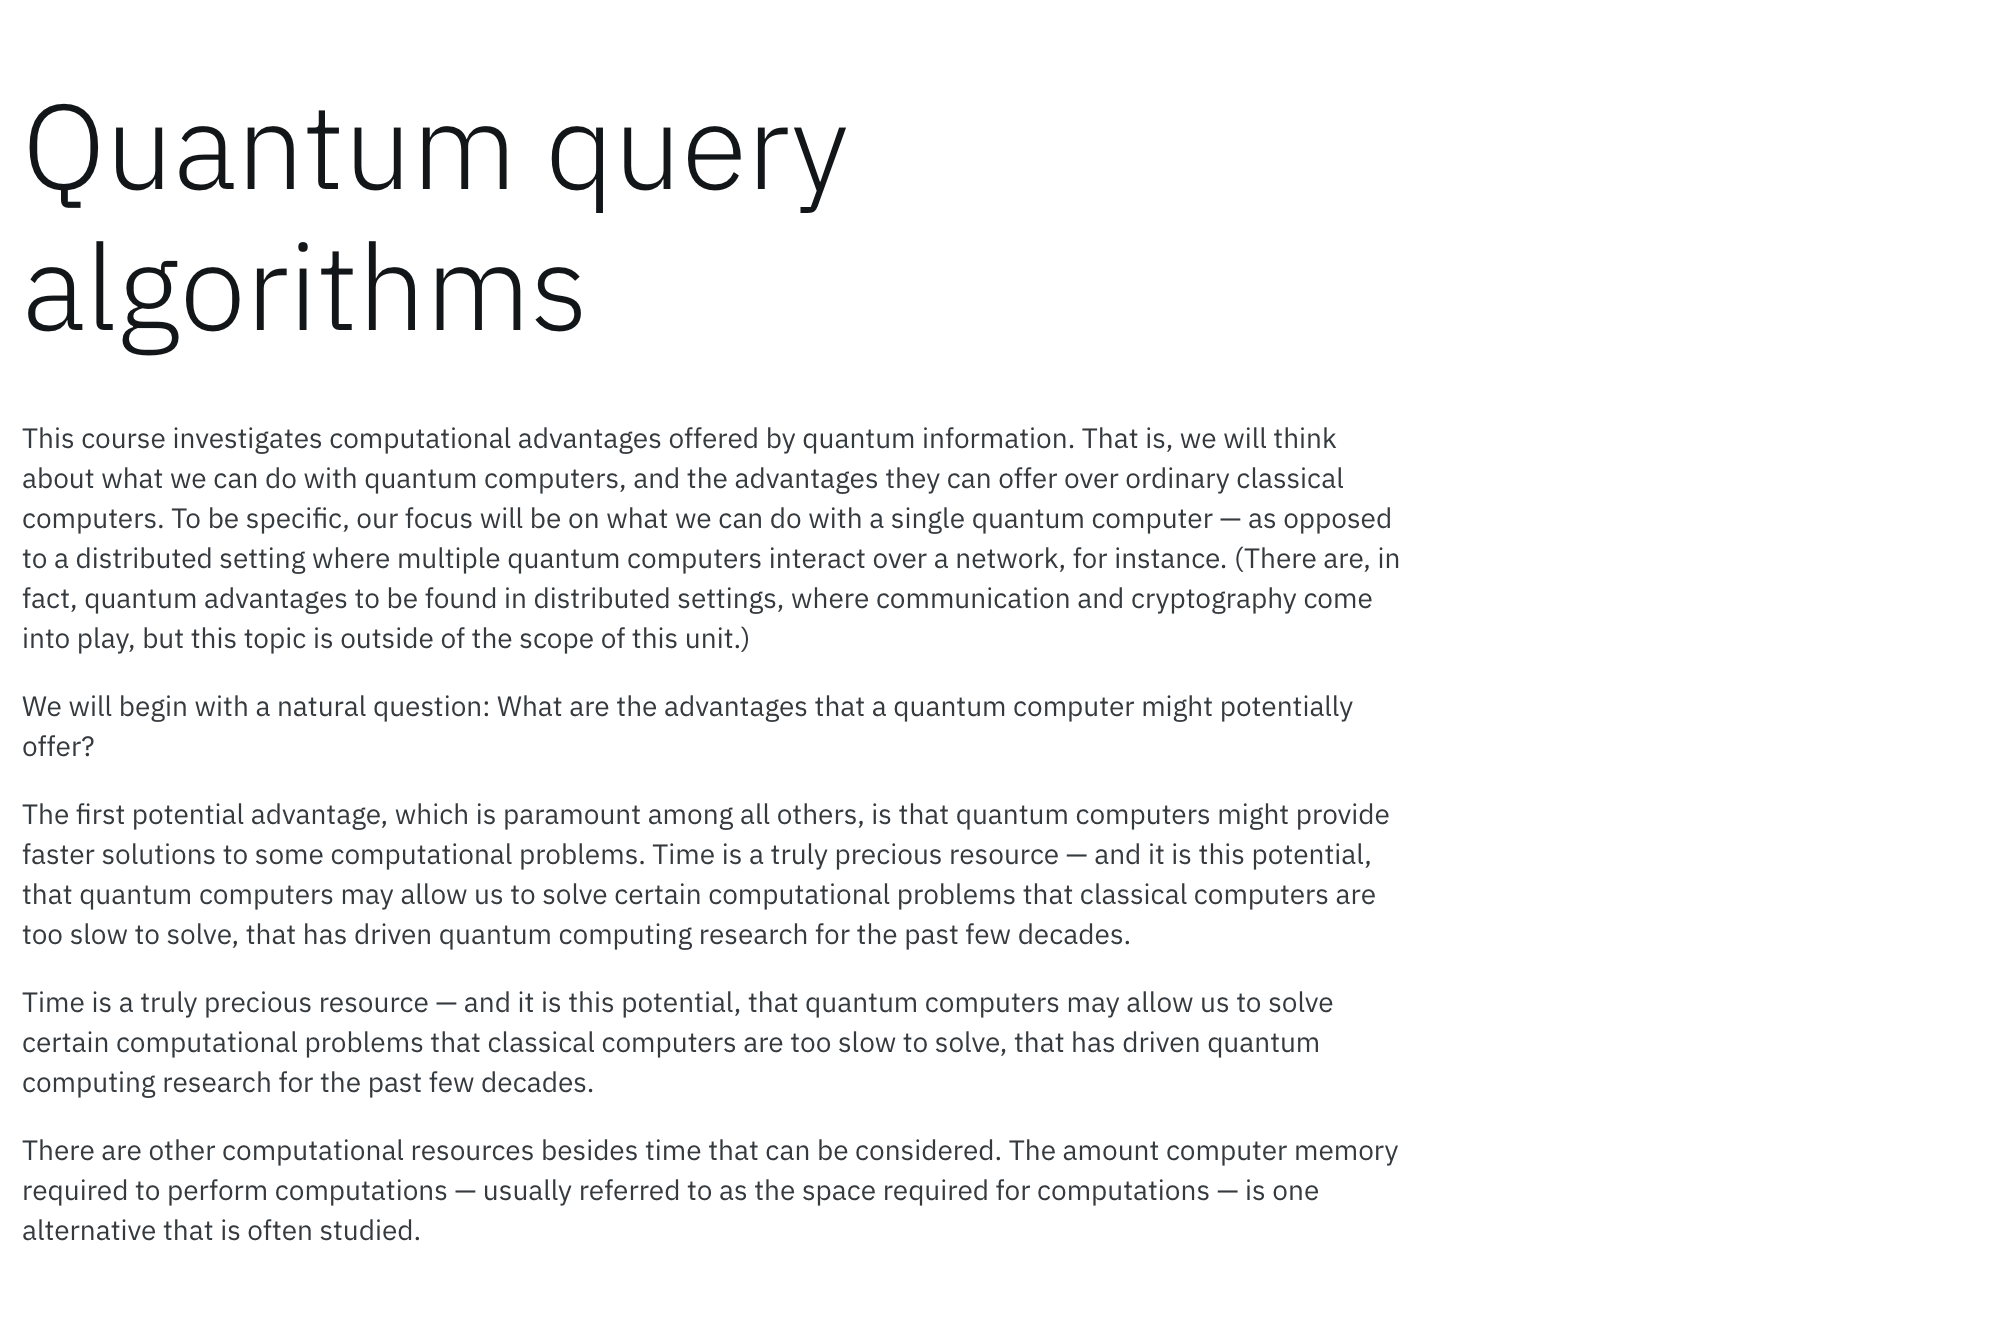 Quantum query
algorithms
This course investigates computational advantages offered by quantum information. That is, we will think
about what we can do with quantum computers, and the advantages they can offer over ordinary classical
computers. To be specific, our focus will be on what we can do with a single quantum computer — as opposed
to a distributed setting where multiple quantum computers interact over a network, for instance. (There are, in
fact, quantum advantages to be found in distributed settings, where communication and cryptography come
into play, but this topic is outside of the scope of this unit.)
We will begin with a natural question: What are the advantages that a quantum computer might potentially
offer?
The first potential advantage, which is paramount among all others, is that quantum computers might provide
faster solutions to some computational problems. Time is a truly precious resource — and it is this potential,
that quantum computers may allow us to solve certain computational problems that classical computers are
too slow to solve, that has driven quantum computing research for the past few decades.
Time is a truly precious resource — and it is this potential, that quantum computers may allow us to solve
certain computational problems that classical computers are too slow to solve, that has driven quantum
computing research for the past few decades.
There are other computational resources besides time that can be considered. The amount computer memory
required to perform computations — usually referred to as the space required for computations — is one
alternative that is often studied.